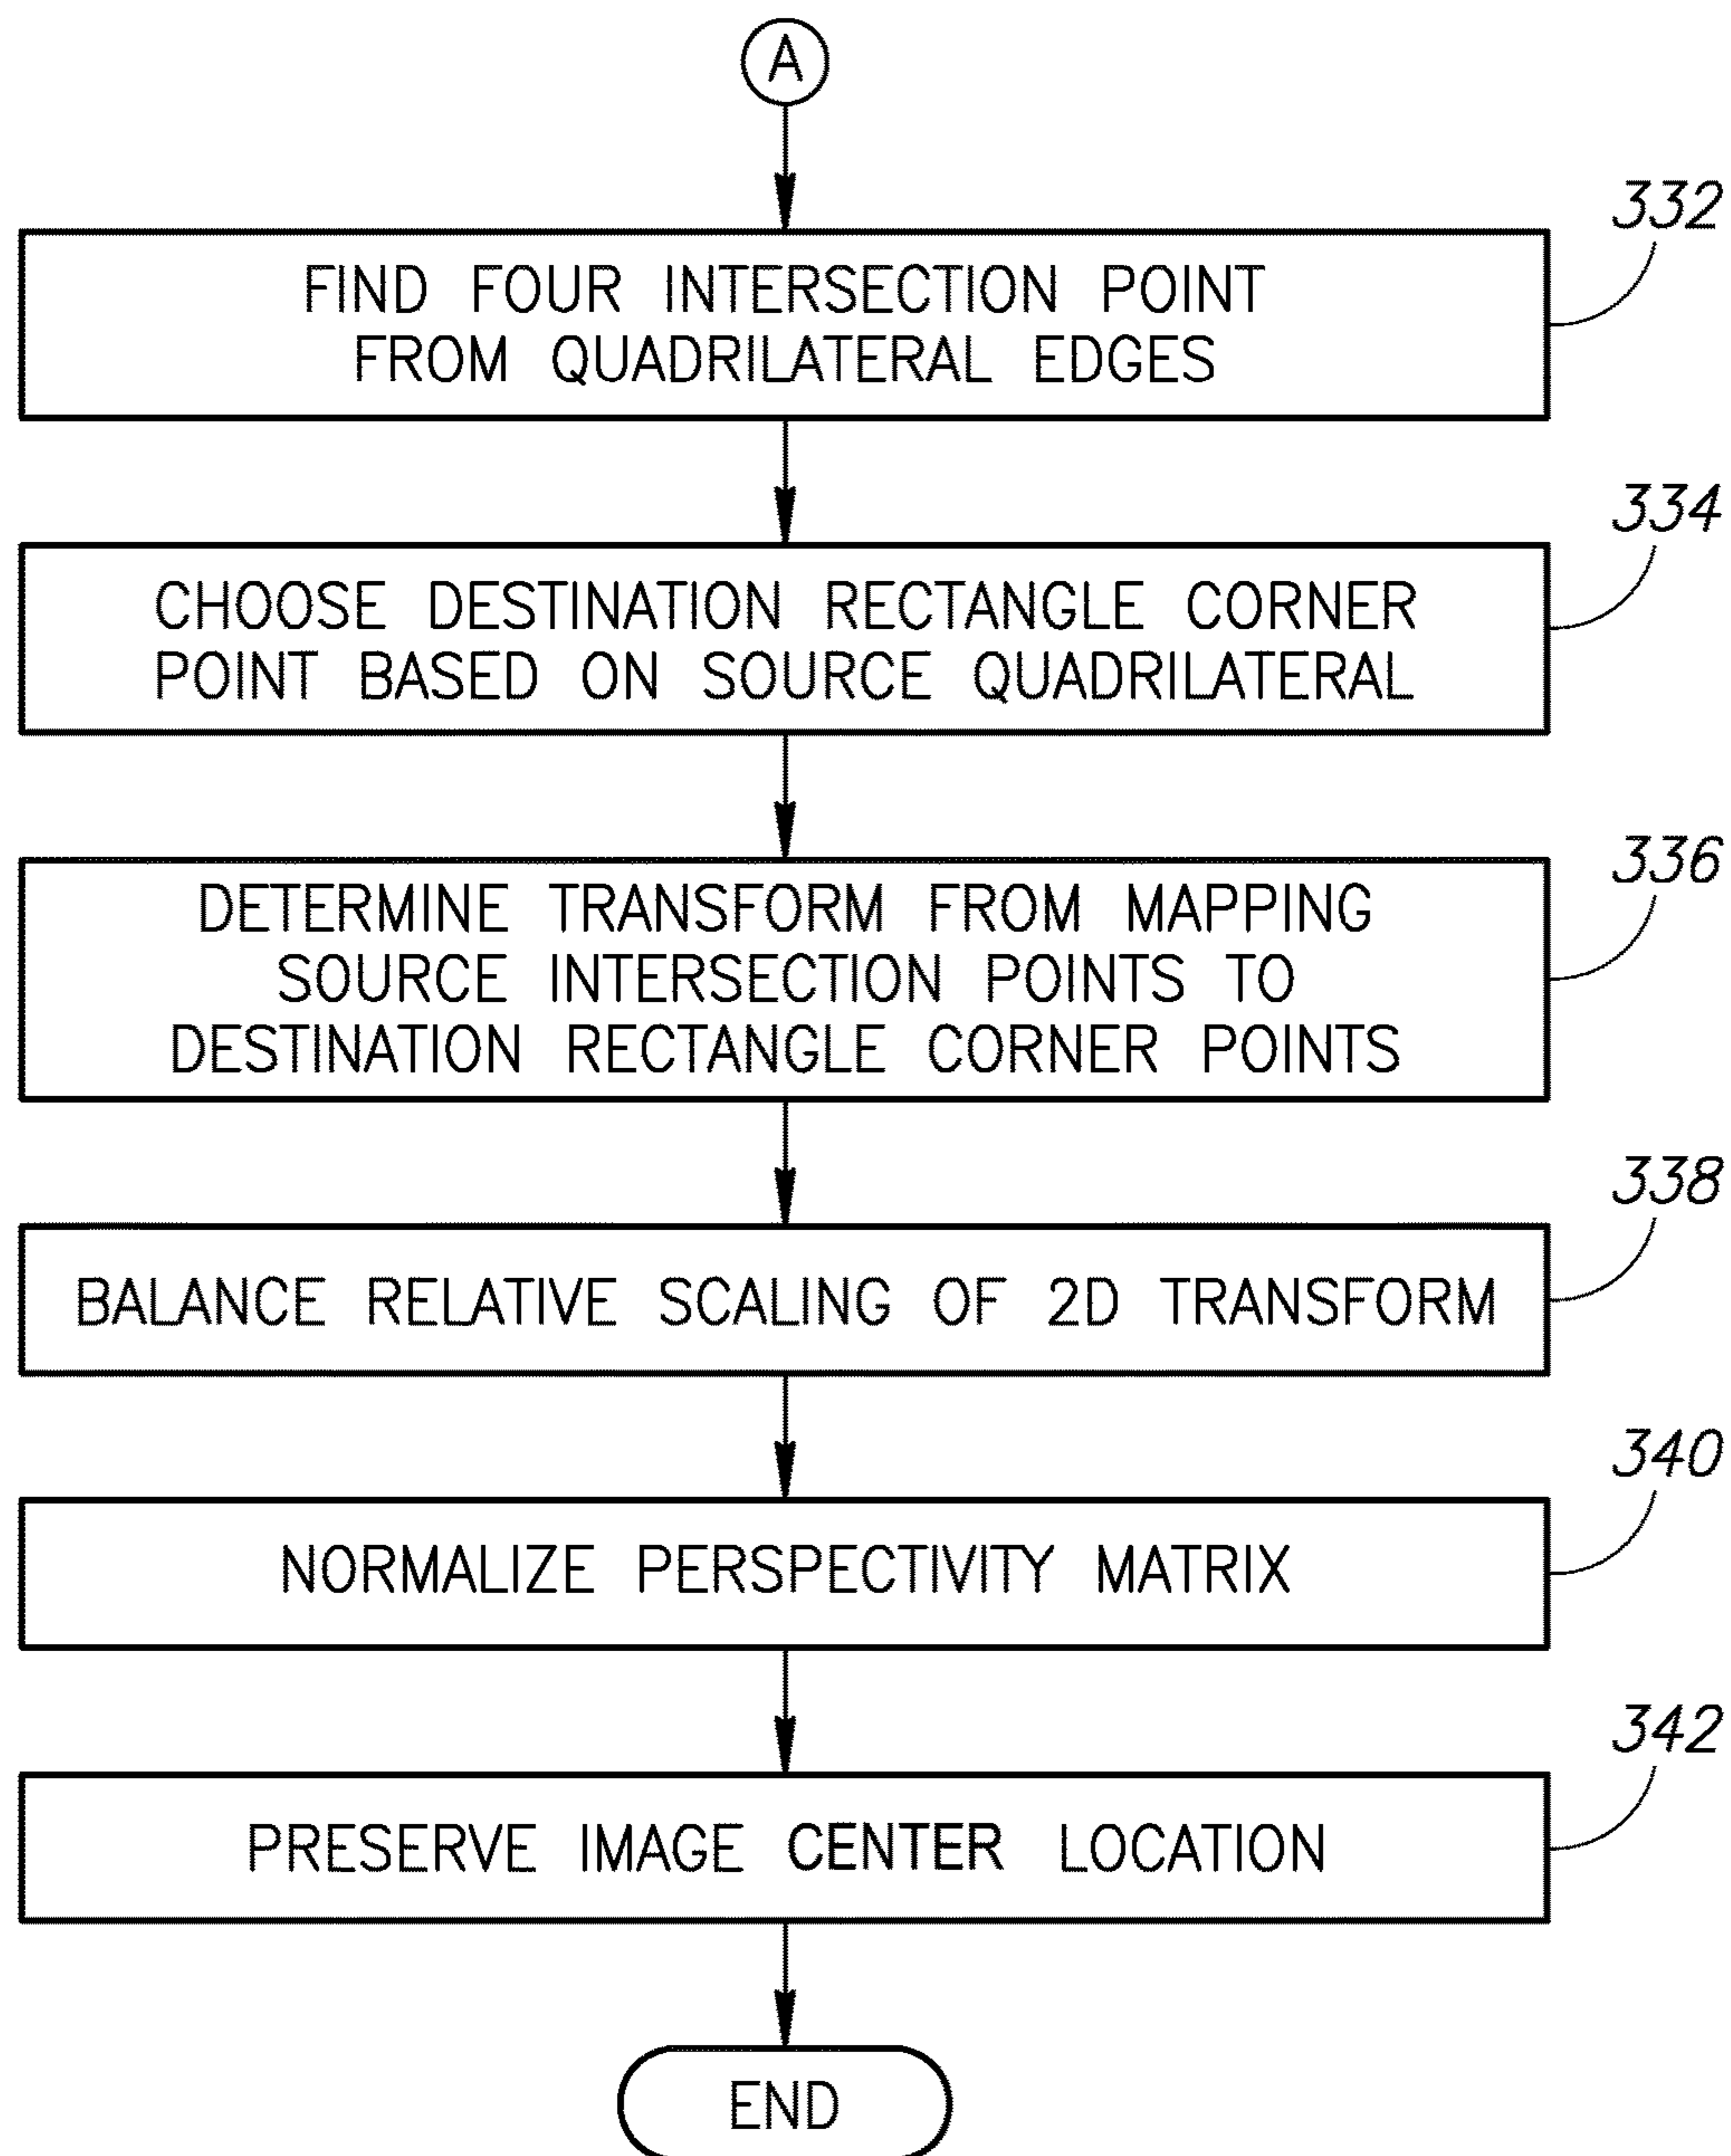 A
332
FIND FOUR INTERSECTION POINT
FROM QUADRILATERAL EDGES
334
CHOOSE DESTINATION RECTANGLE CORNER
POINT BASED ON SOURCE QUADRILATERAL
336
DETERMINE TRANSFORM FROM MAPPING
SOURCE INTERSECTION POINTS TO
DESTINATION RECTANGLE CORNER POINTS
338
BALANCE RELATIVE SCALING OF 2D TRANSFORM
340
NORMALIZE PERSPECTIVITY MATRIX
342
PRESERVE IMAGE CENTER LOCATION
END